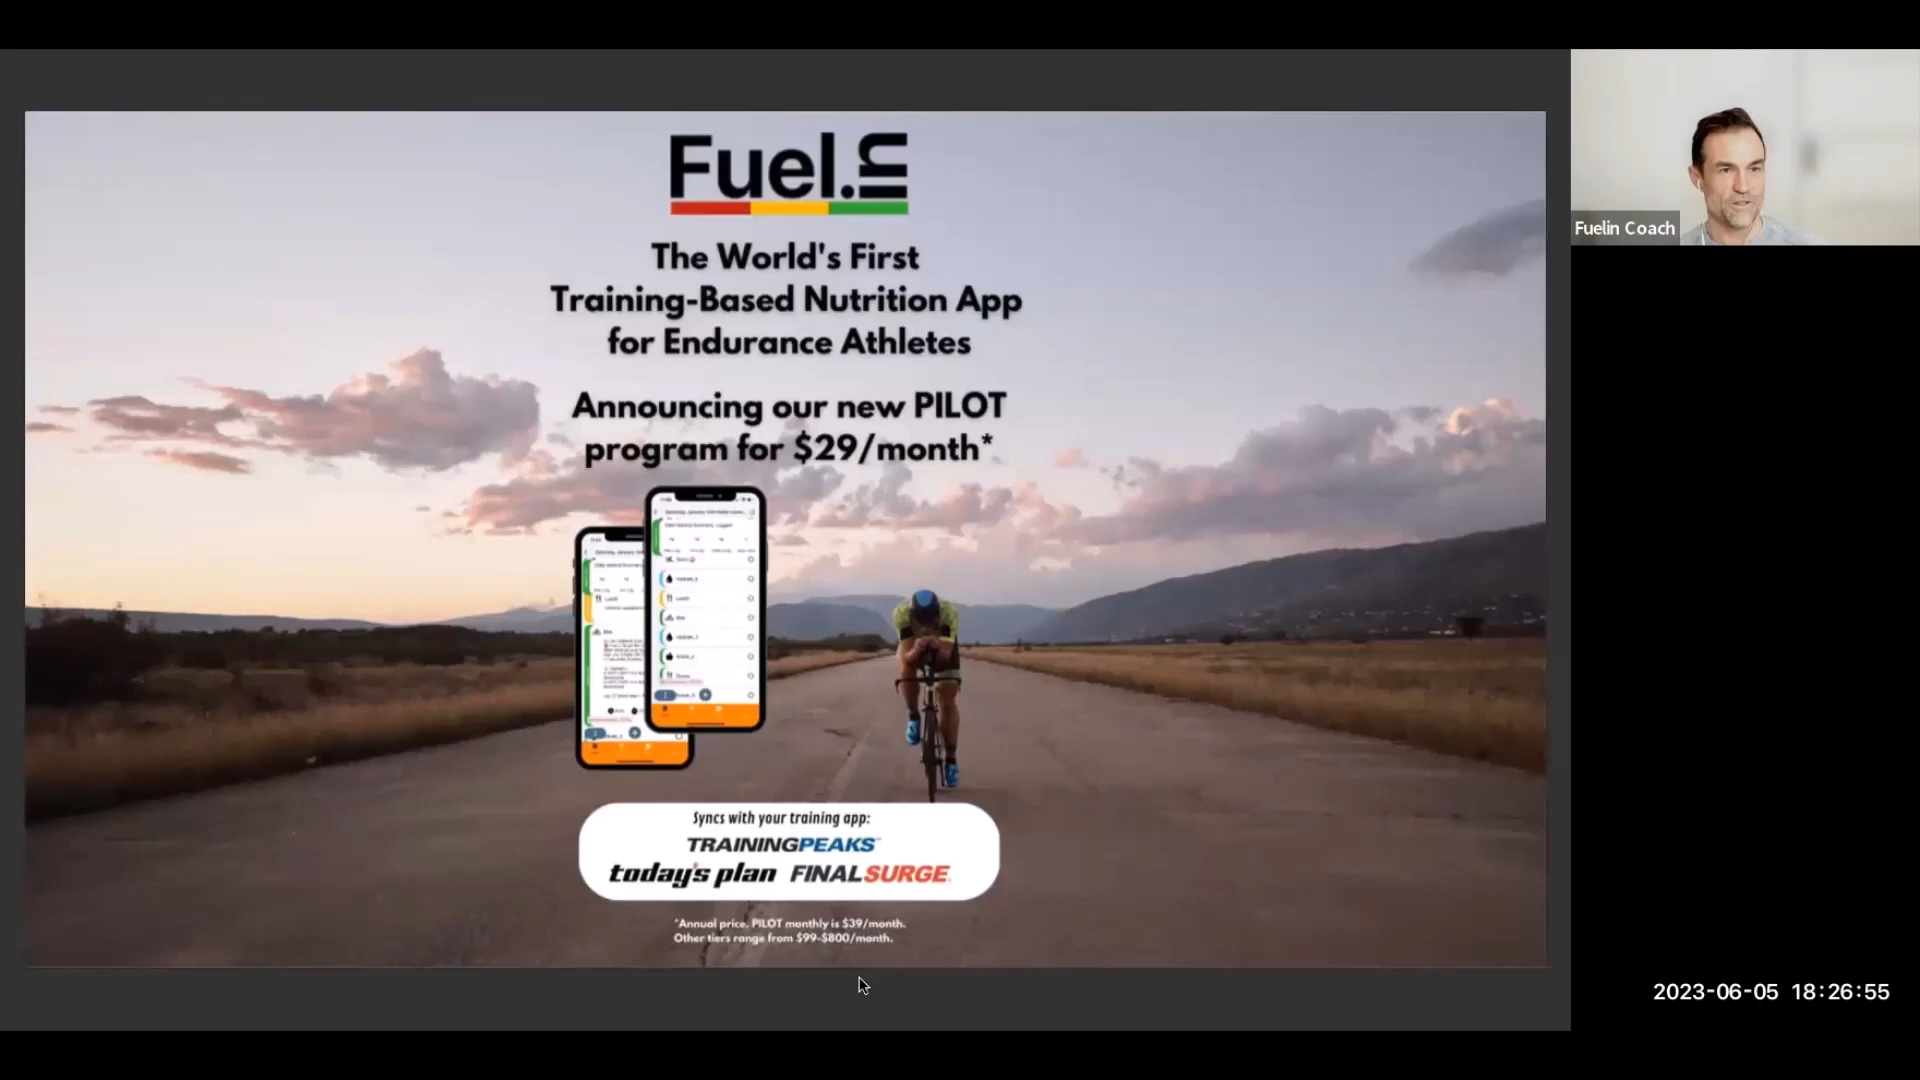 Fuel.in
The World's First
Training-Based Nutrition App
for Endurance Athletes
Announcing our new PILOT
program for $29/month*
Syncs with your training app:
TRAININGPEAKS
today's plan FINALSURGE
*Annual price. PILOT monthly is $39/month.
Other tiers range from $99-$800/month.
Fuelin Coach
2023-06-05 18:26:55